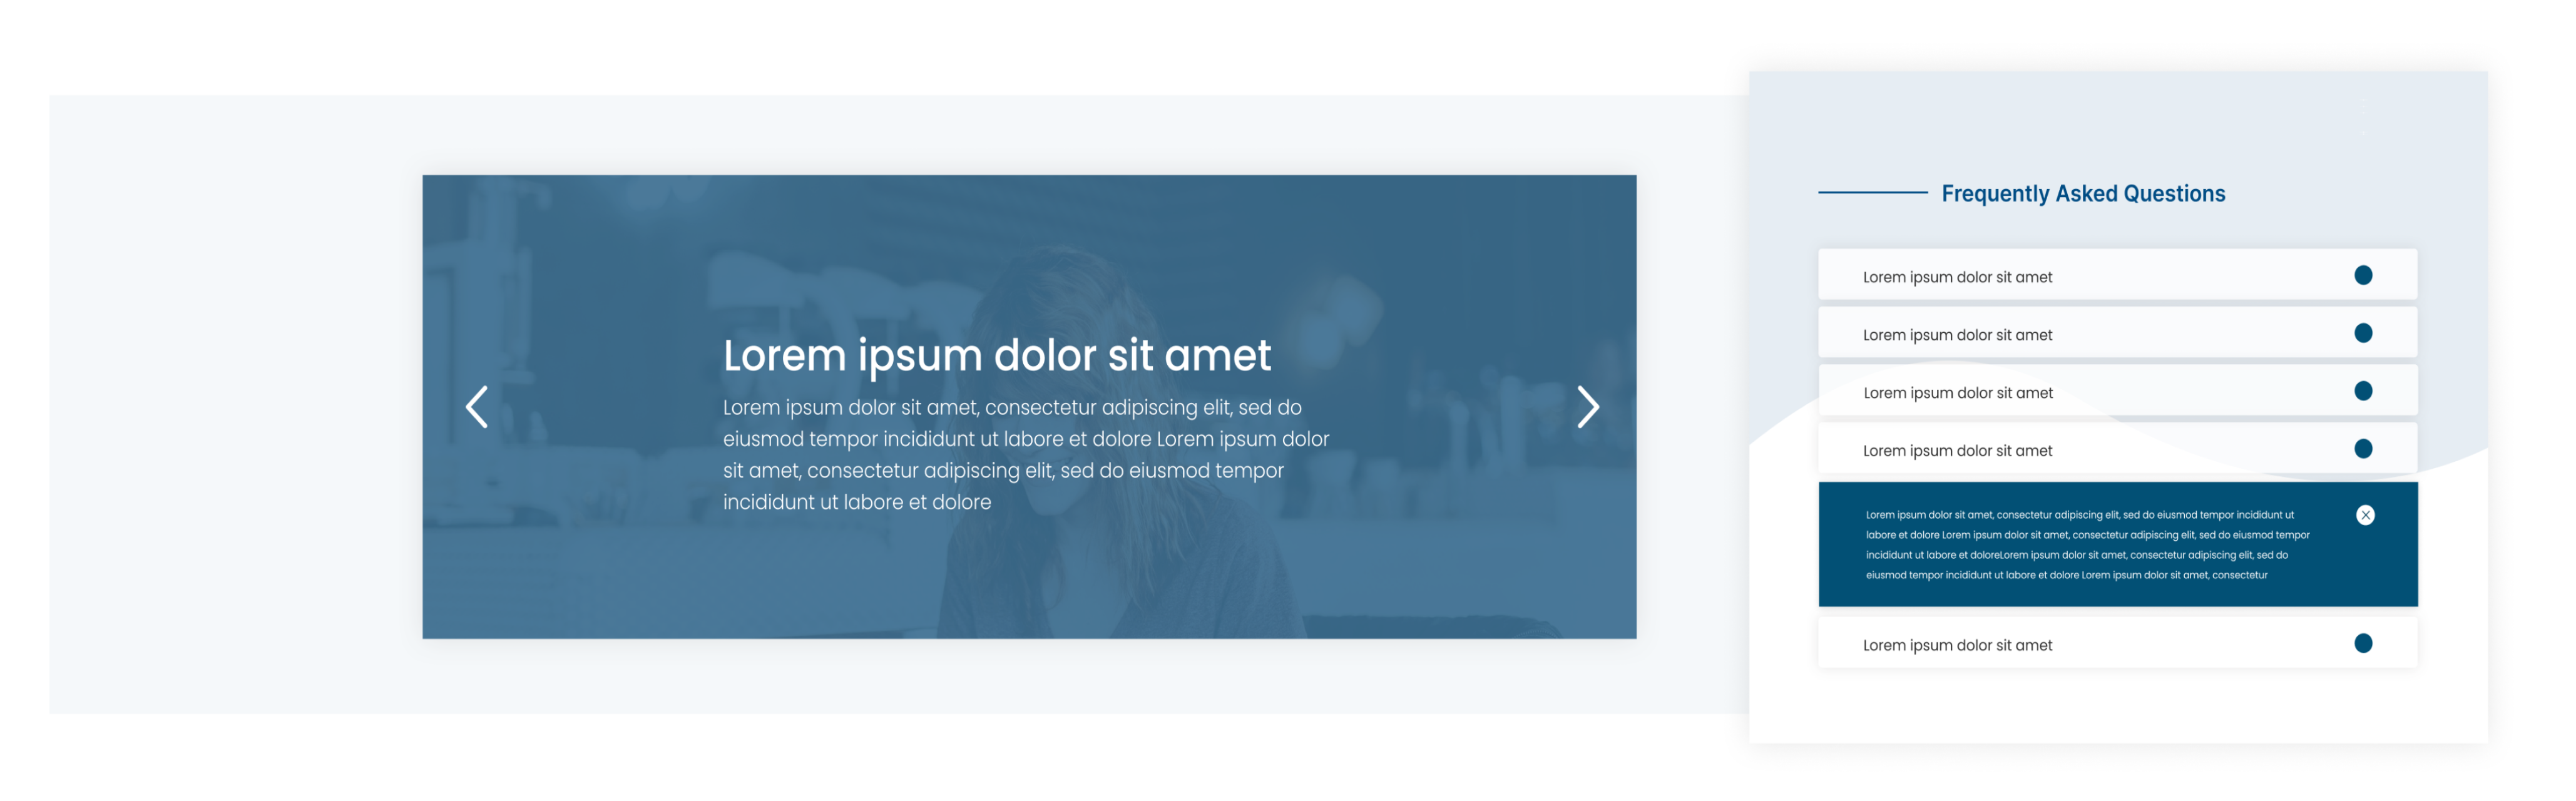 Lorem ipsum dolor sit amet
Lorem ipsum dolor sit amet, consectetur adipiscing elit, sed do
eiusmod tempor incididunt ut labore et dolore Lorem ipsum dolor
sit amet, consectetur adipiscing elit, sed do eiusmod tempor
incididunt ut labore et dolore
Frequently Asked Questions
Lorem ipsum dolor sit amet
Lorem ipsum dolor sit amet
Lorem ipsum dolor sit amet
Lorem ipsum dolor sit amet
Lorem ipsum dolor sit amet, consectetur adipiscing elit, sed do eiusmod tempor incididunt ut
labore et dolore Lorem ipsum dolor sit amet, consectetur adipiscing elit, sed do eiusmod tempor
incididunt ut labore et doloreLorem ipsum dolor sit amet, consectetur adipiscing elit, sed do
eiusmod tempor incididunt ut labore et dolore Lorem ipsum dolor sit amet, consectetur
Lorem ipsum dolor sit amet